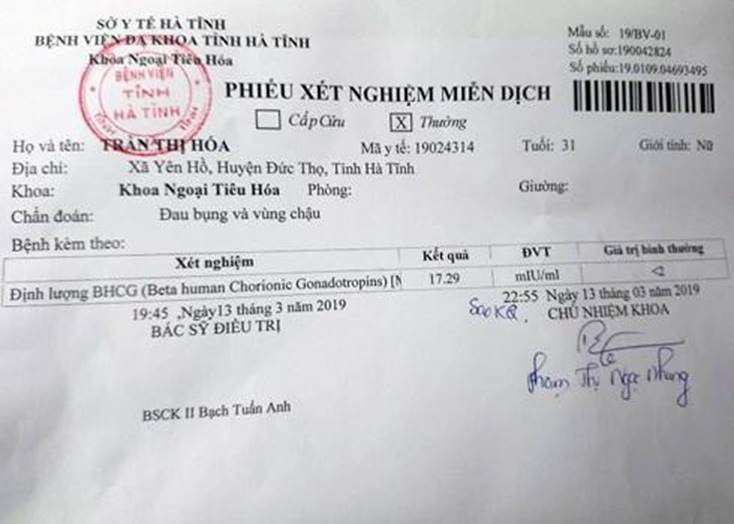 SỞ Y TẾ HÀ TĨNH
BỆNH VIỆN ĐA KHOA TỈNH HÀ TĨNH
Khoa Ngoại Tiêu Hóa
Mẫu số: 19/BV-01
Số hồ sơ:190042824
Số phiếu:19.0109.04693495
BỆNH VIỆN
TỈNH
HÀ TĨNH
PHIẾU XÉT NGHIỆM MIỄN DỊCH
Cấp Cứu X Thường
Họ và tên: TRẦN THỊ HÓA Mã y tế: 19024314 Tuổi: 31 Giới tính: Nữ
Địa chỉ: Xã Yên Hồ, Huyện Đức Thọ, Tỉnh Hà Tĩnh
Khoa: Khoa Ngoại Tiêu Hóa Phòng: Giường:
Chẩn đoán: Đau bụng và vùng chậu
Bệnh kèm theo:
Xét nghiệm Kết quả ĐVT Giá trị bình thường
Định lượng BHCG (Beta human Chorionic Gonadotropins) [N 17.29 mIU/ml <
19:45 ,Ngày13 tháng 3 năm 2019 22:55 Ngày 13 tháng 03 năm 2019
BÁC SỸ ĐIỀU TRỊ CHỦ NHIỆM KHOA
Phạm Thị Ngọc Nhung
BSCK II Bạch Tuấn Anh